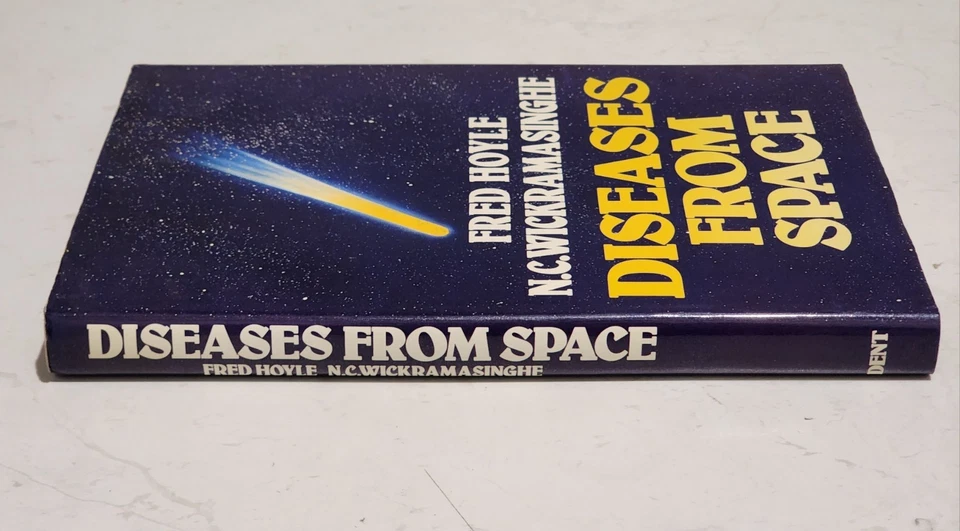 FRED HOYLE
N.C.WICKRAMASINGHE
DISEASES
FROM
SPACE
DISEASES FROM SPACE
FRED HOYLE N.C.WICKRAMASINGHE
DENT